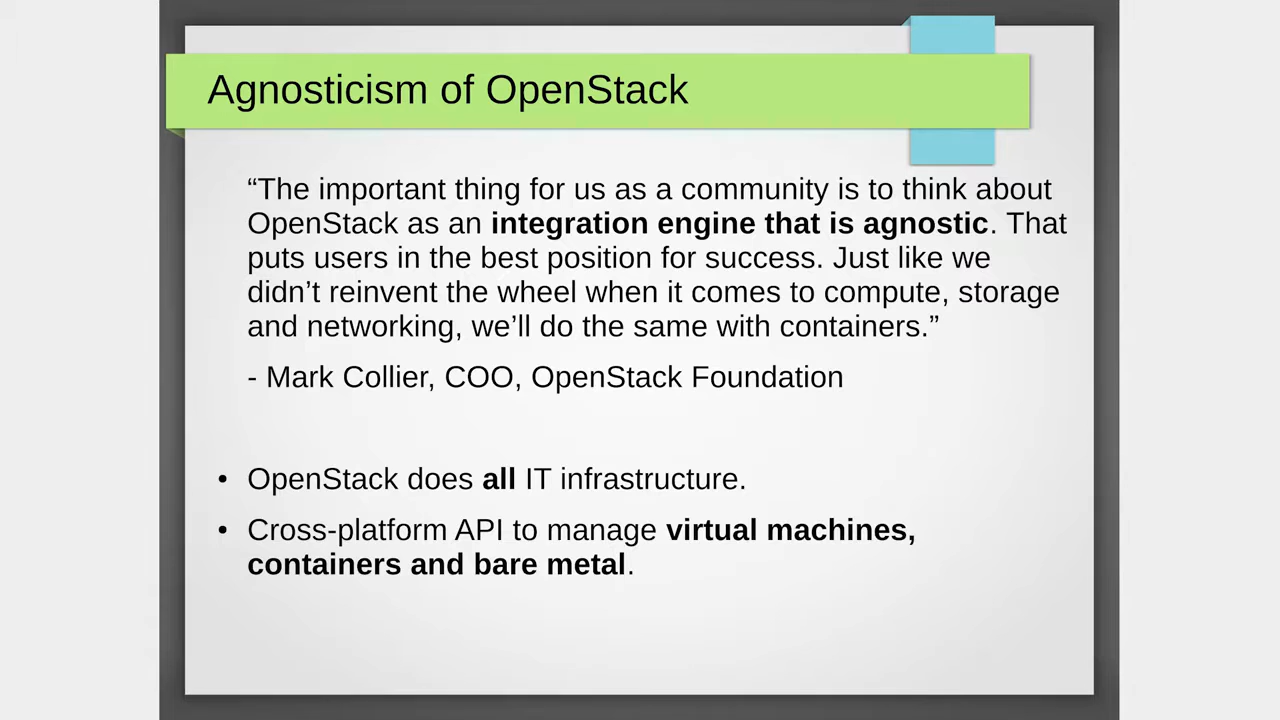 Agnosticism of OpenStack
“The important thing for us as a community is to think about
OpenStack as an integration engine that is agnostic. That
puts users in the best position for success. Just like we
didn’t reinvent the wheel when it comes to compute, storage
and networking, we’ll do the same with containers.”
- Mark Collier, COO, OpenStack Foundation
• OpenStack does all IT infrastructure.
• Cross-platform API to manage virtual machines,
containers and bare metal.